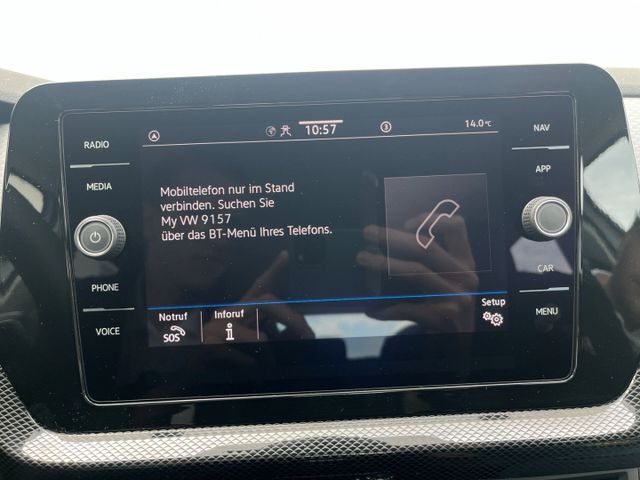 RADIO
MEDIA
PHONE
VOICE
10:57
3
14.0°C
Mobiltelefon nur im Stand
verbinden. Suchen Sie
My VW 9157
über das BT-Menü Ihres Telefons.
Notruf
SOS
Inforuf
Setup
NAV
APP
CAR
MENU